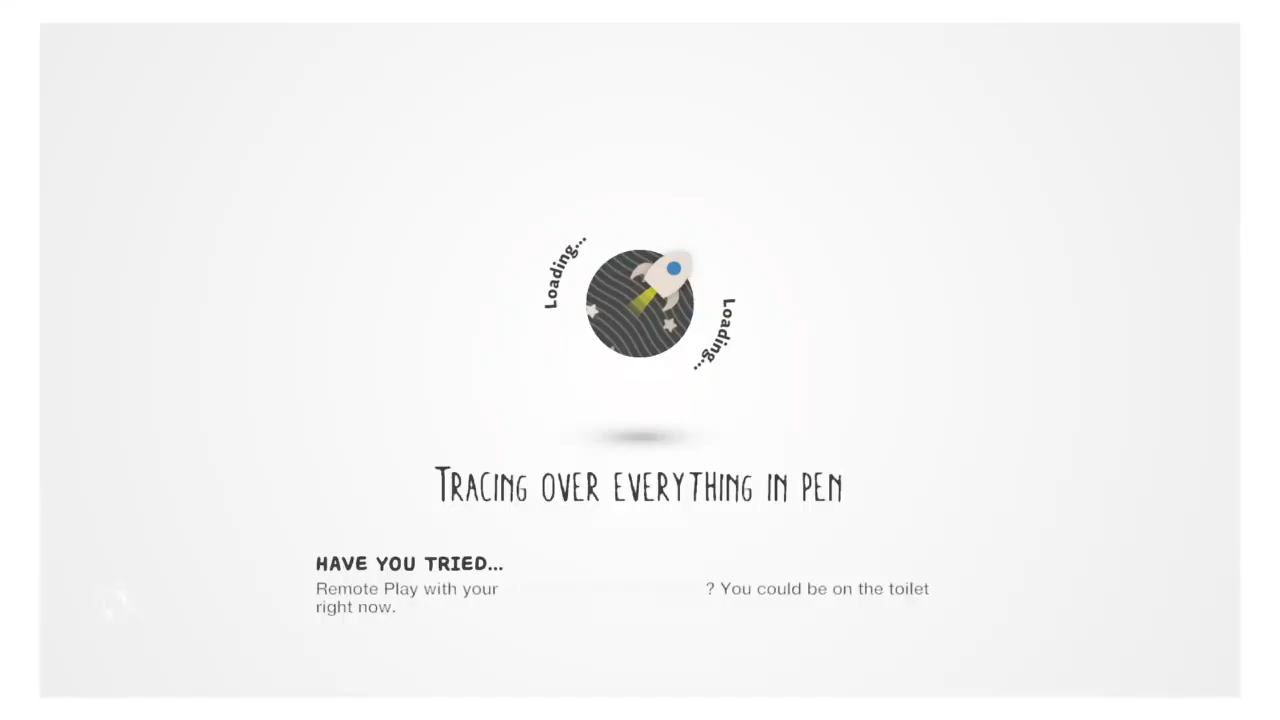 Loading...
Loading...
TRACING OVER EVERYTHING IN PEN
HAVE YOU TRIED...
Remote Play with your ? You could be on the toilet
right now.